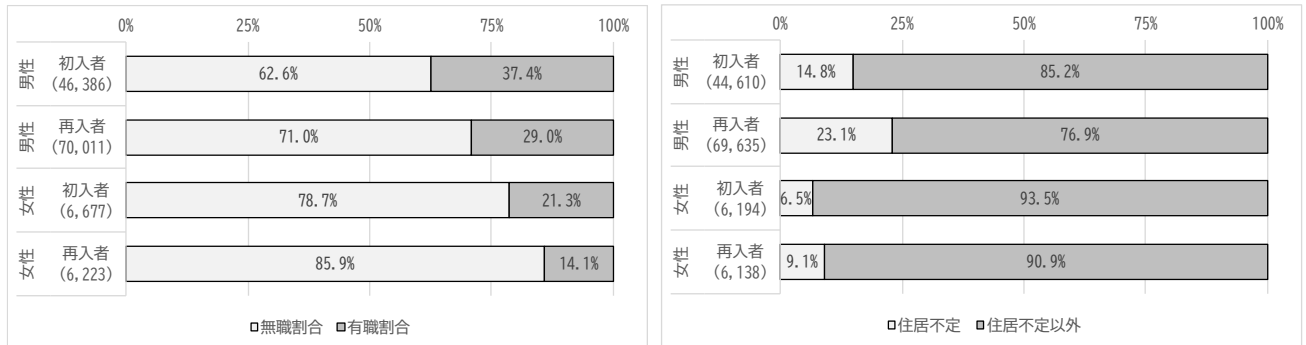 0% 25% 50% 75% 100%
男性 初入者 (46,386) 62.6% 37.4%
男性 再入者 (70,011) 71.0% 29.0%
女性 初入者 (6,677) 78.7% 21.3%
女性 再入者 (6,223) 85.9% 14.1%
無職割合 有職割合
0% 25% 50% 75% 100%
男性 初入者 (44,610) 14.8% 85.2%
男性 再入者 (69,635) 23.1% 76.9%
女性 初入者 (6,194) 6.5% 93.5%
女性 再入者 (6,138) 9.1% 90.9%
住居不定 住居不定以外